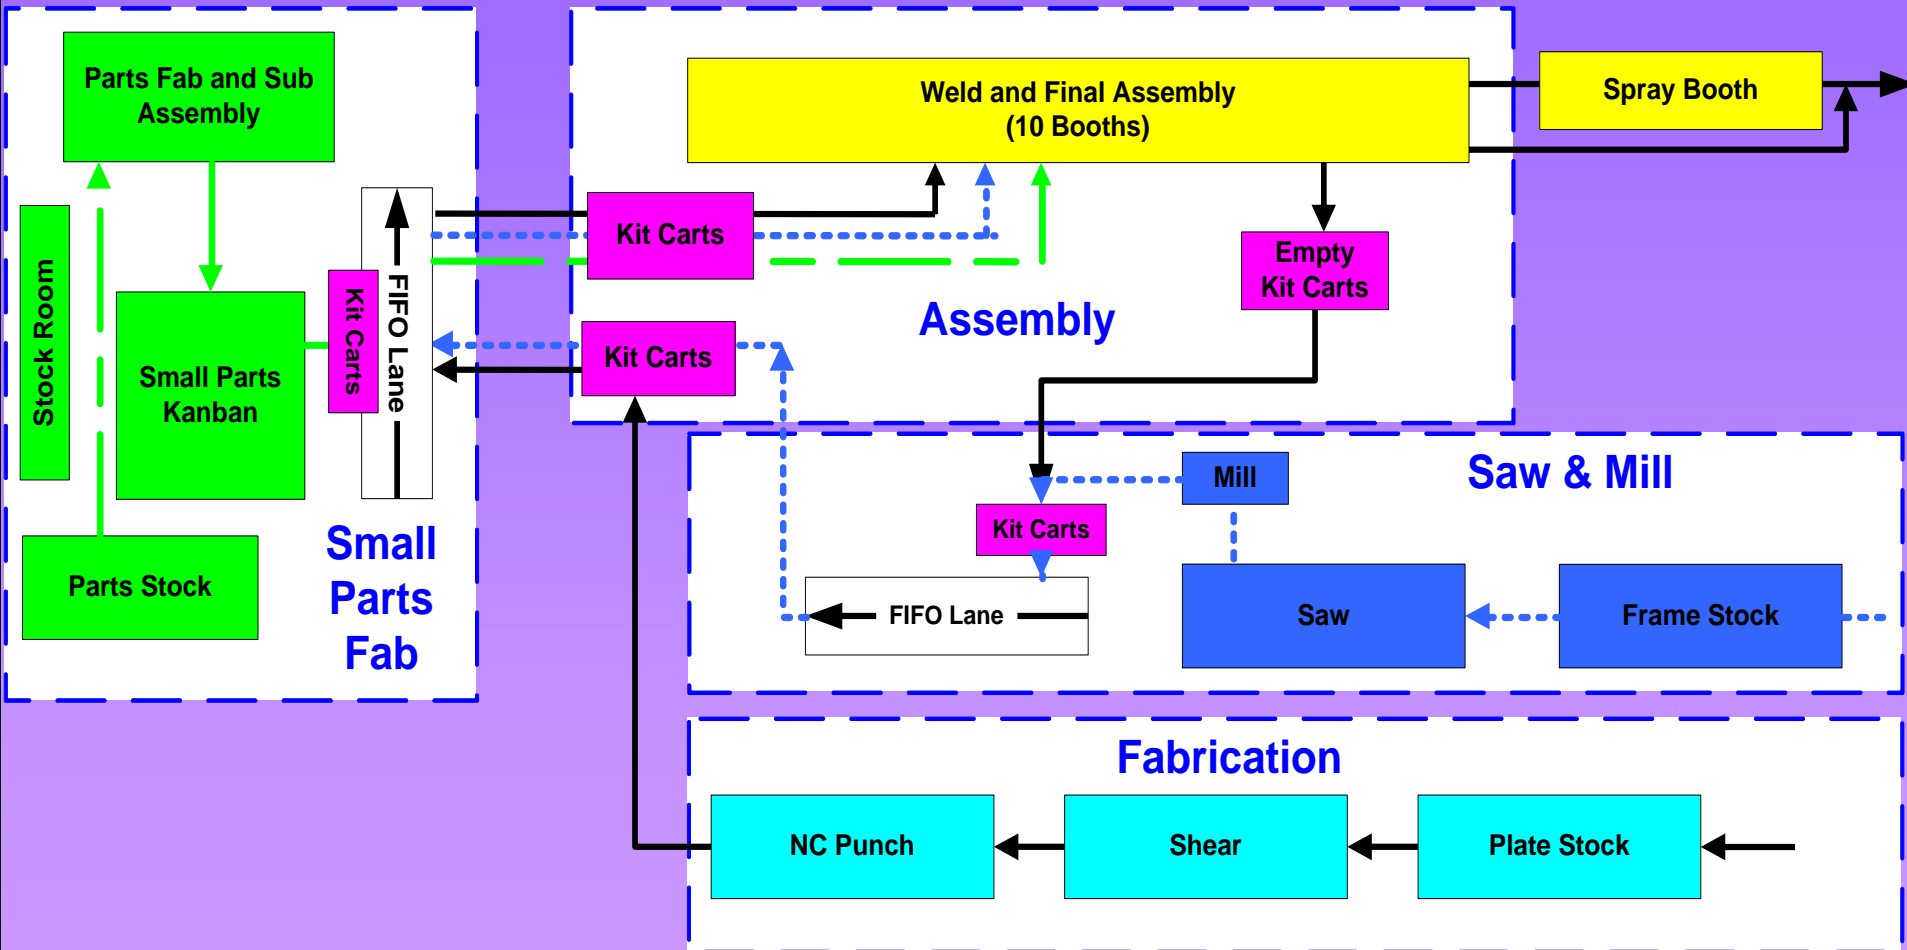 Parts Fab and Sub
Assembly
Stock Room
Small Parts
Kanban
Kit Carts
FIFO Lane
Parts Stock
Small
Parts
Fab
Weld and Final Assembly
(10 Booths)
Spray Booth
Kit Carts
Empty
Kit Carts
Assembly
Kit Carts
Saw & Mill
Mill
Kit Carts
FIFO Lane
Saw
Frame Stock
Fabrication
NC Punch
Shear
Plate Stock